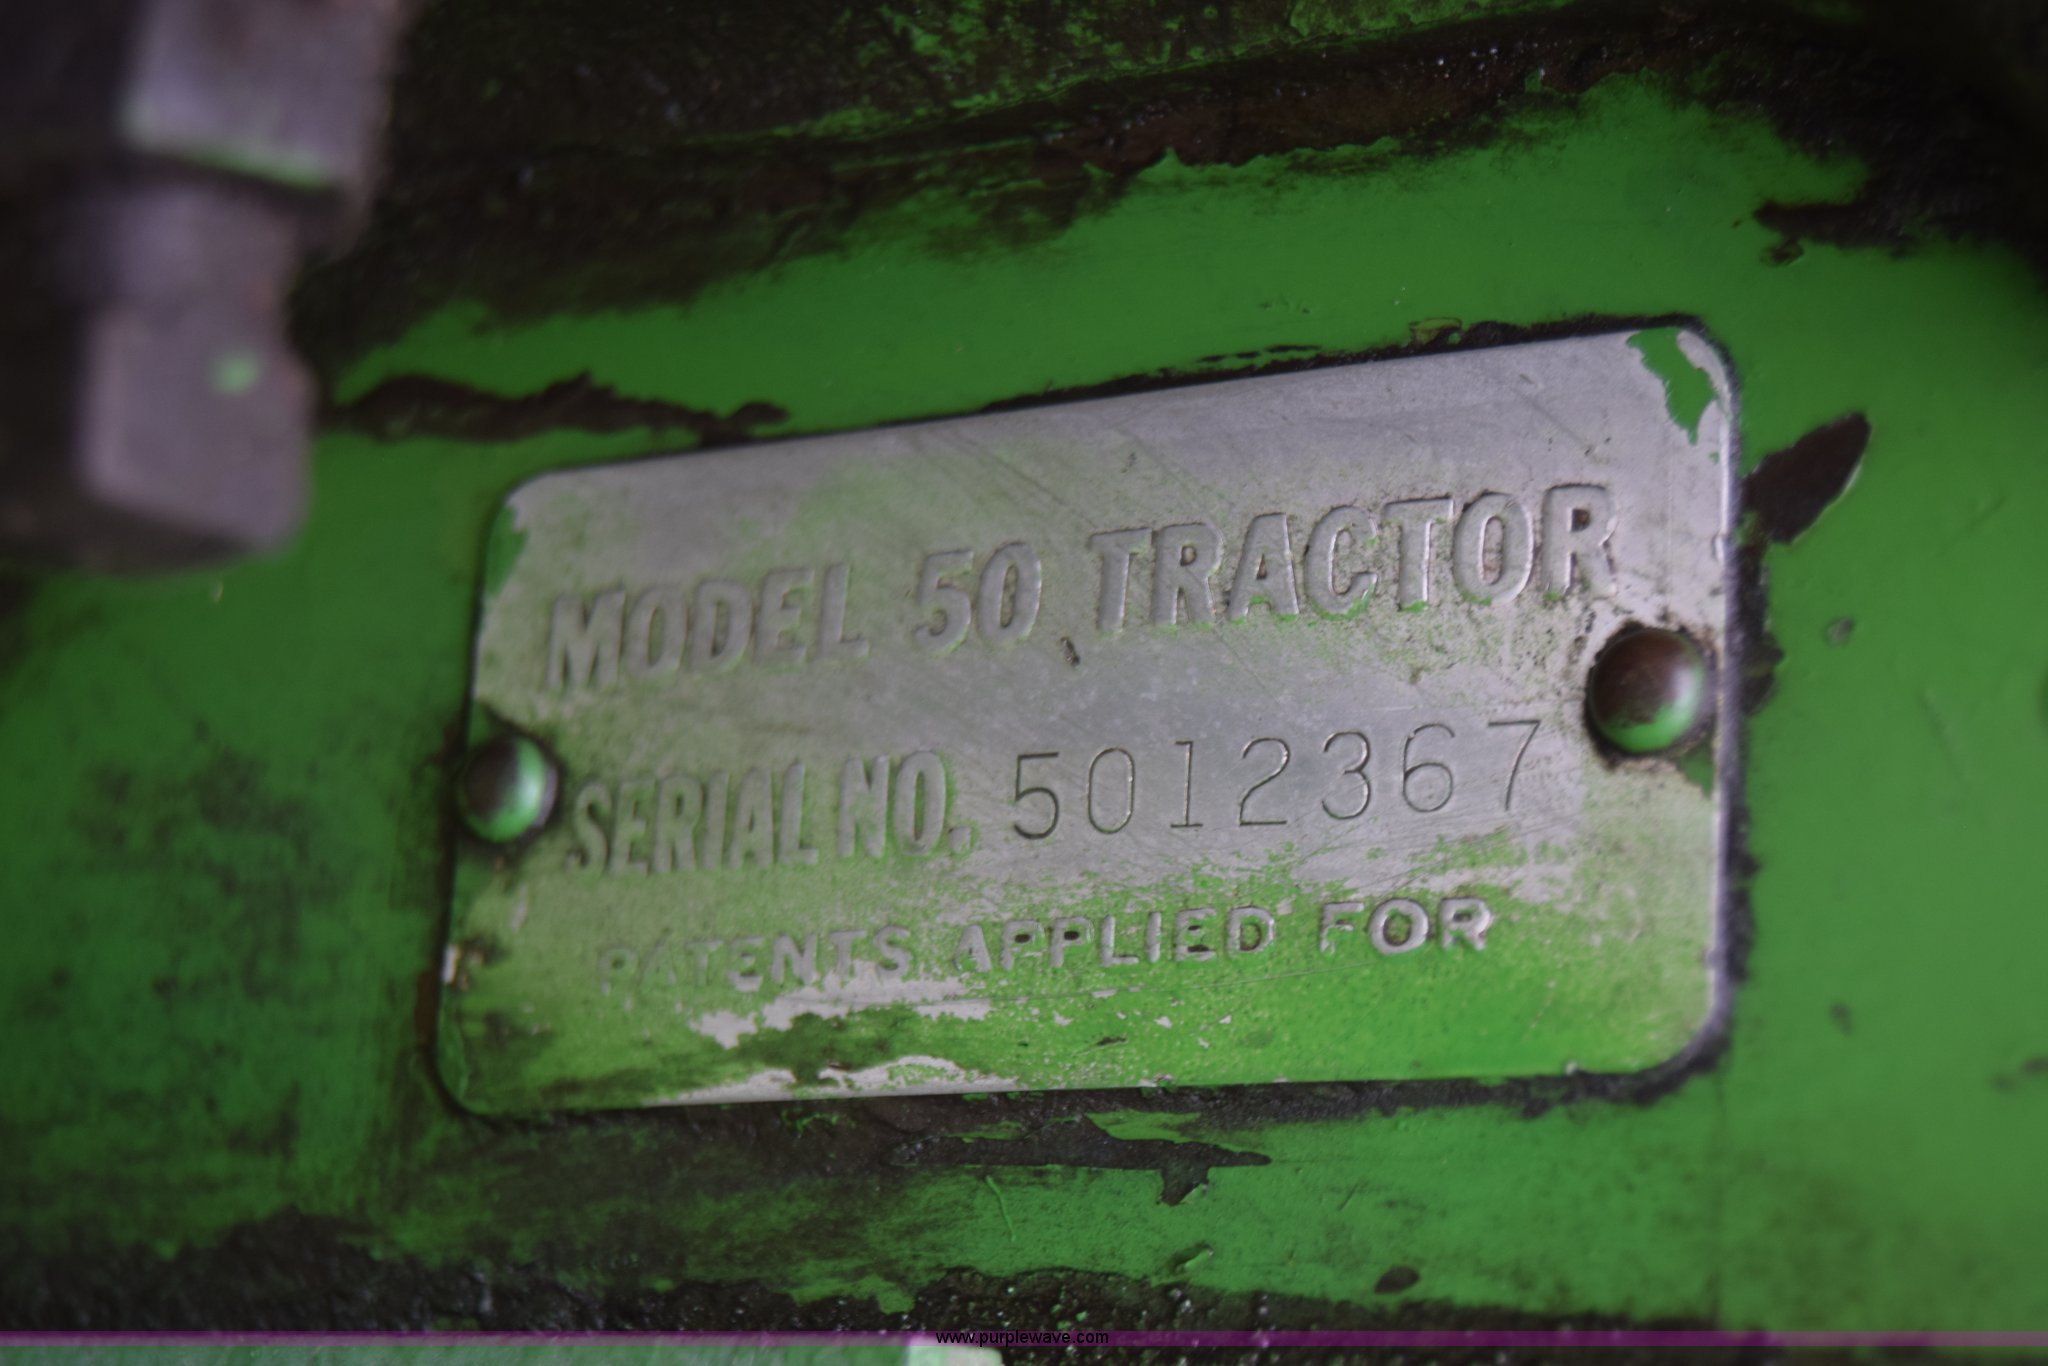 MODEL 50 TRACTOR
SERIAL NO. 5012367
PATENTS APPLIED FOR
www.purplewave.com